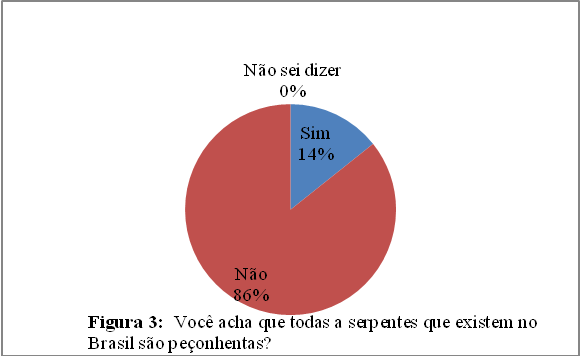 Não sei dizer
0%
Sim
14%
Não
86%
Figura 3: Você acha que todas a serpentes que existem no
Brasil são peçonhentas?